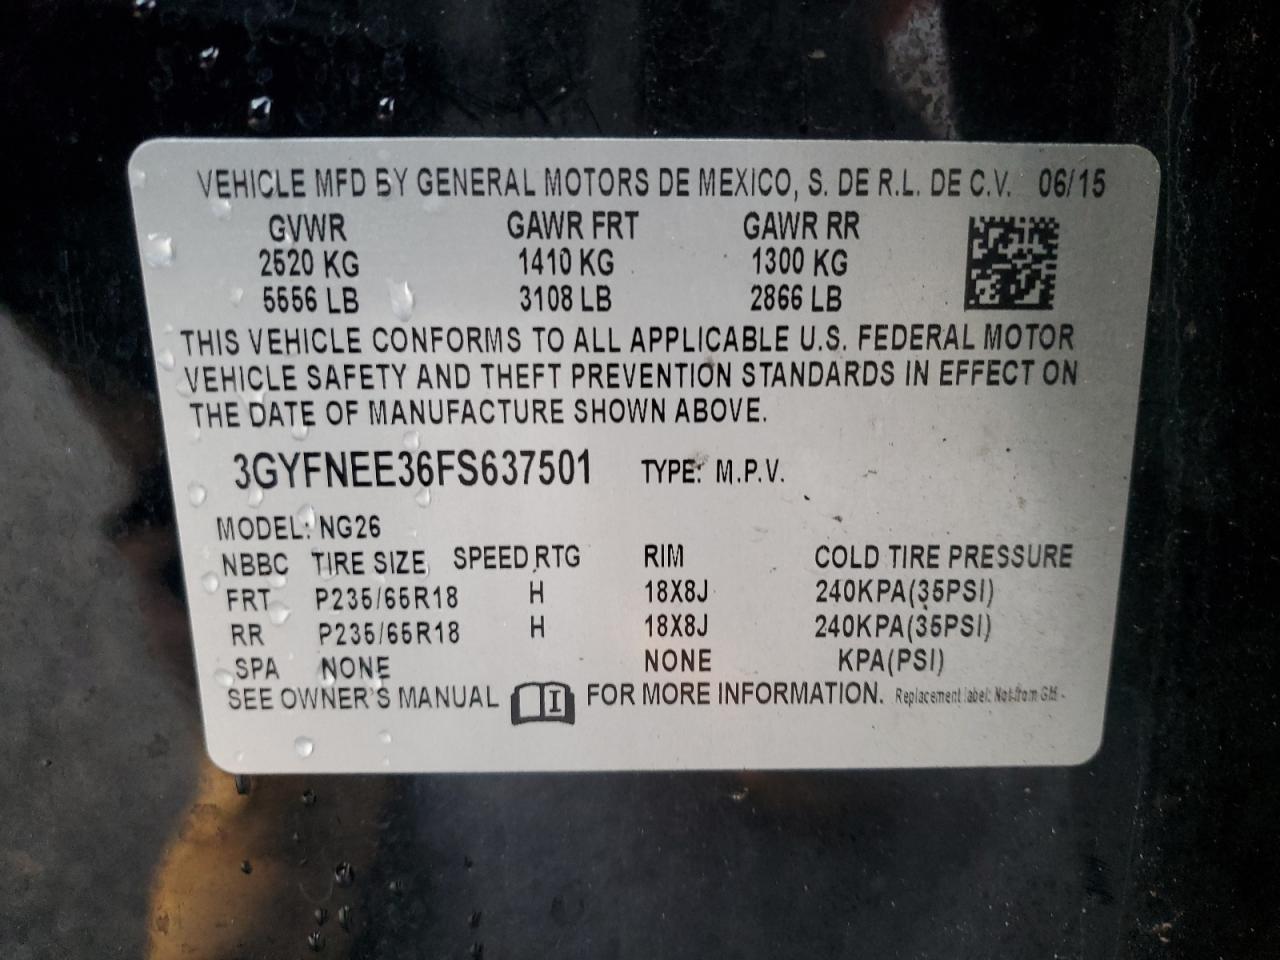 VEHICLE MFD BY GENERAL MOTORS DE MEXICO, S. DE R.L. DE C.V. 06/15
GVWR GAWR FRT GAWR RR
2520 KG 1410 KG 1300 KG
5556 LB 3108 LB 2866 LB
THIS VEHICLE CONFORMS TO ALL APPLICABLE U.S. FEDERAL MOTOR
VEHICLE SAFETY AND THEFT PREVENTION STANDARDS IN EFFECT ON
THE DATE OF MANUFACTURE SHOWN ABOVE.
3GYFNEE36FS637501 TYPE: M.P.V.
MODEL: NG26
NBBC TIRE SIZE SPEED RTG RIM COLD TIRE PRESSURE
FRT P235/65R18 H 18X8J 240KPA(35PSI)
RR P235/65R18 H 18X8J 240KPA(35PSI)
SPA NONE NONE KPA(PSI)
SEE OWNER'S MANUAL FOR MORE INFORMATION. Replacement label: Not from GM -